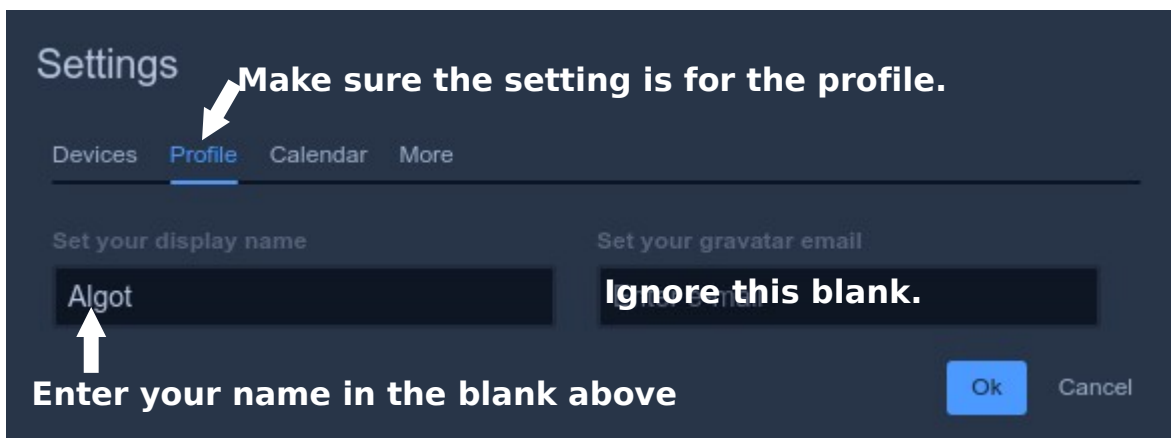 Settings
Make sure the setting is for the profile.
Devices Profile Calendar More
Set your display name Set your gravatar email
Algot Ignore this blank.
Enter your name in the blank above
Ok Cancel